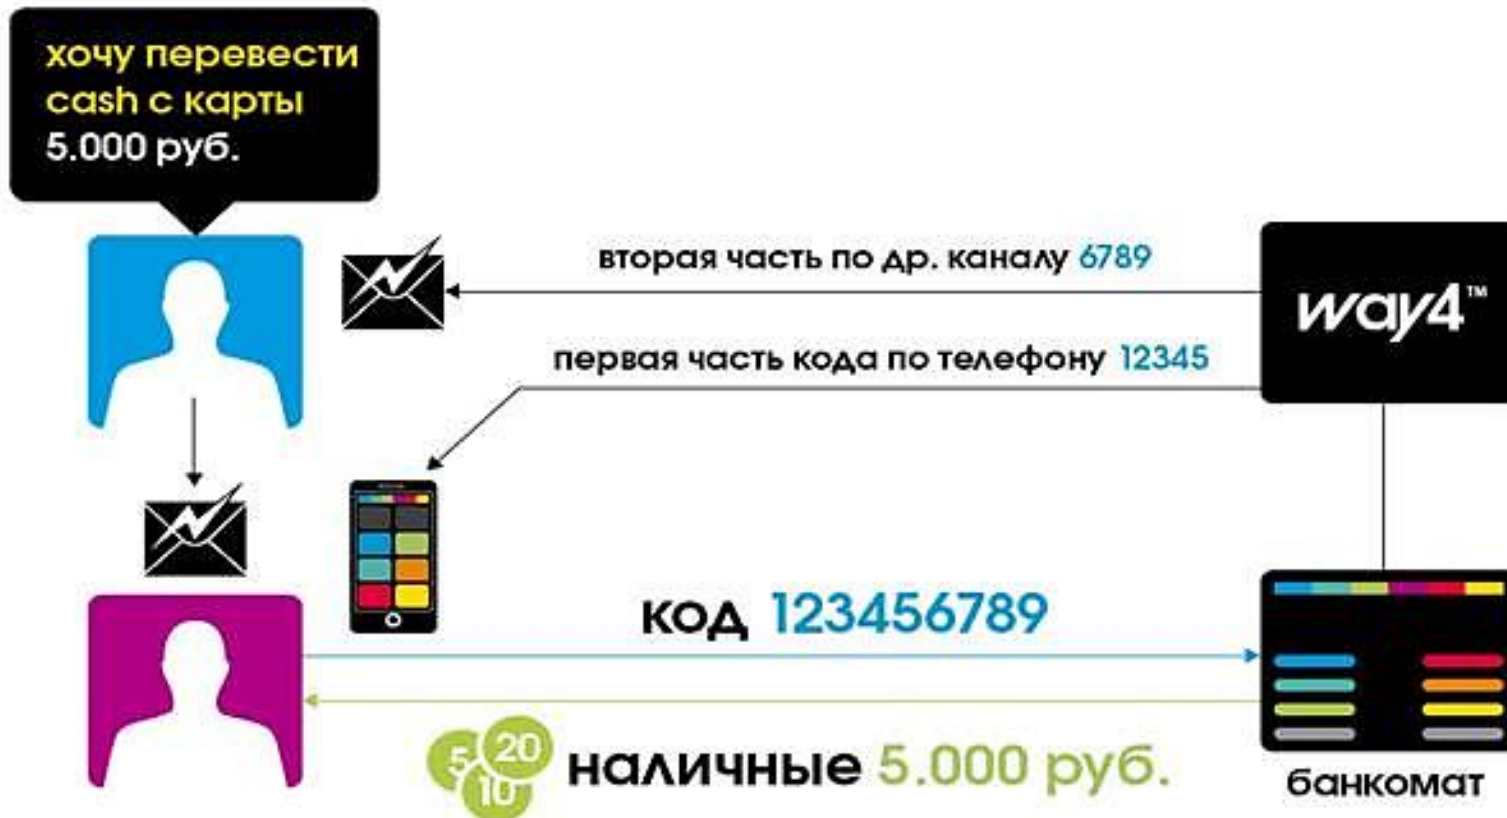 хочу перевести
cash с карты
5.000 руб.
вторая часть по др. каналу 6789
way4™
первая часть кода по телефону 12345
код 123456789
5 20 10
наличные 5.000 руб.
банкомат